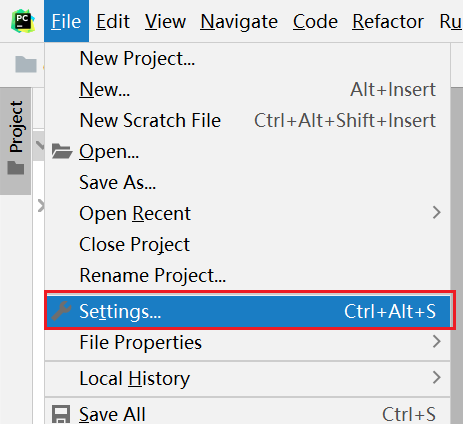 PC
File Edit View Navigate Code Refactor Ru
New Project...
New... Alt+Insert
New Scratch File Ctrl+Alt+Shift+Insert
Open...
Save As...
Open Recent
Close Project
Rename Project...
Settings... Ctrl+Alt+S
File Properties
Local History
Save All Ctrl+S
Project